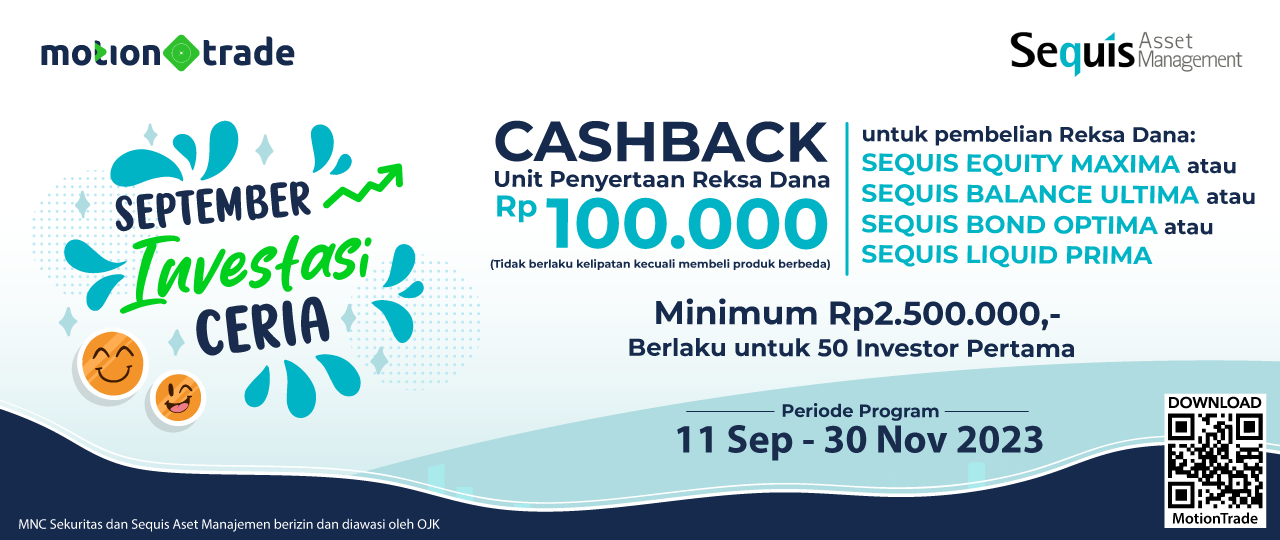 motion trade
Sequis Asset Management
SEPTEMBER
Investasi
CERIA
CASHBACK
Unit Penyertaan Reksa Dana
Rp 100.000
(Tidak berlaku kelipatan kecuali membeli produk berbeda)
untuk pembelian Reksa Dana:
SEQUIS EQUITY MAXIMA atau
SEQUIS BALANCE ULTIMA atau
SEQUIS BOND OPTIMA atau
SEQUIS LIQUID PRIMA
Minimum Rp2.500.000,-
Berlaku untuk 50 Investor Pertama
Periode Program
11 Sep - 30 Nov 2023
DOWNLOAD
MotionTrade
MNC Sekuritas dan Sequis Aset Manajemen berizin dan diawasi oleh OJK